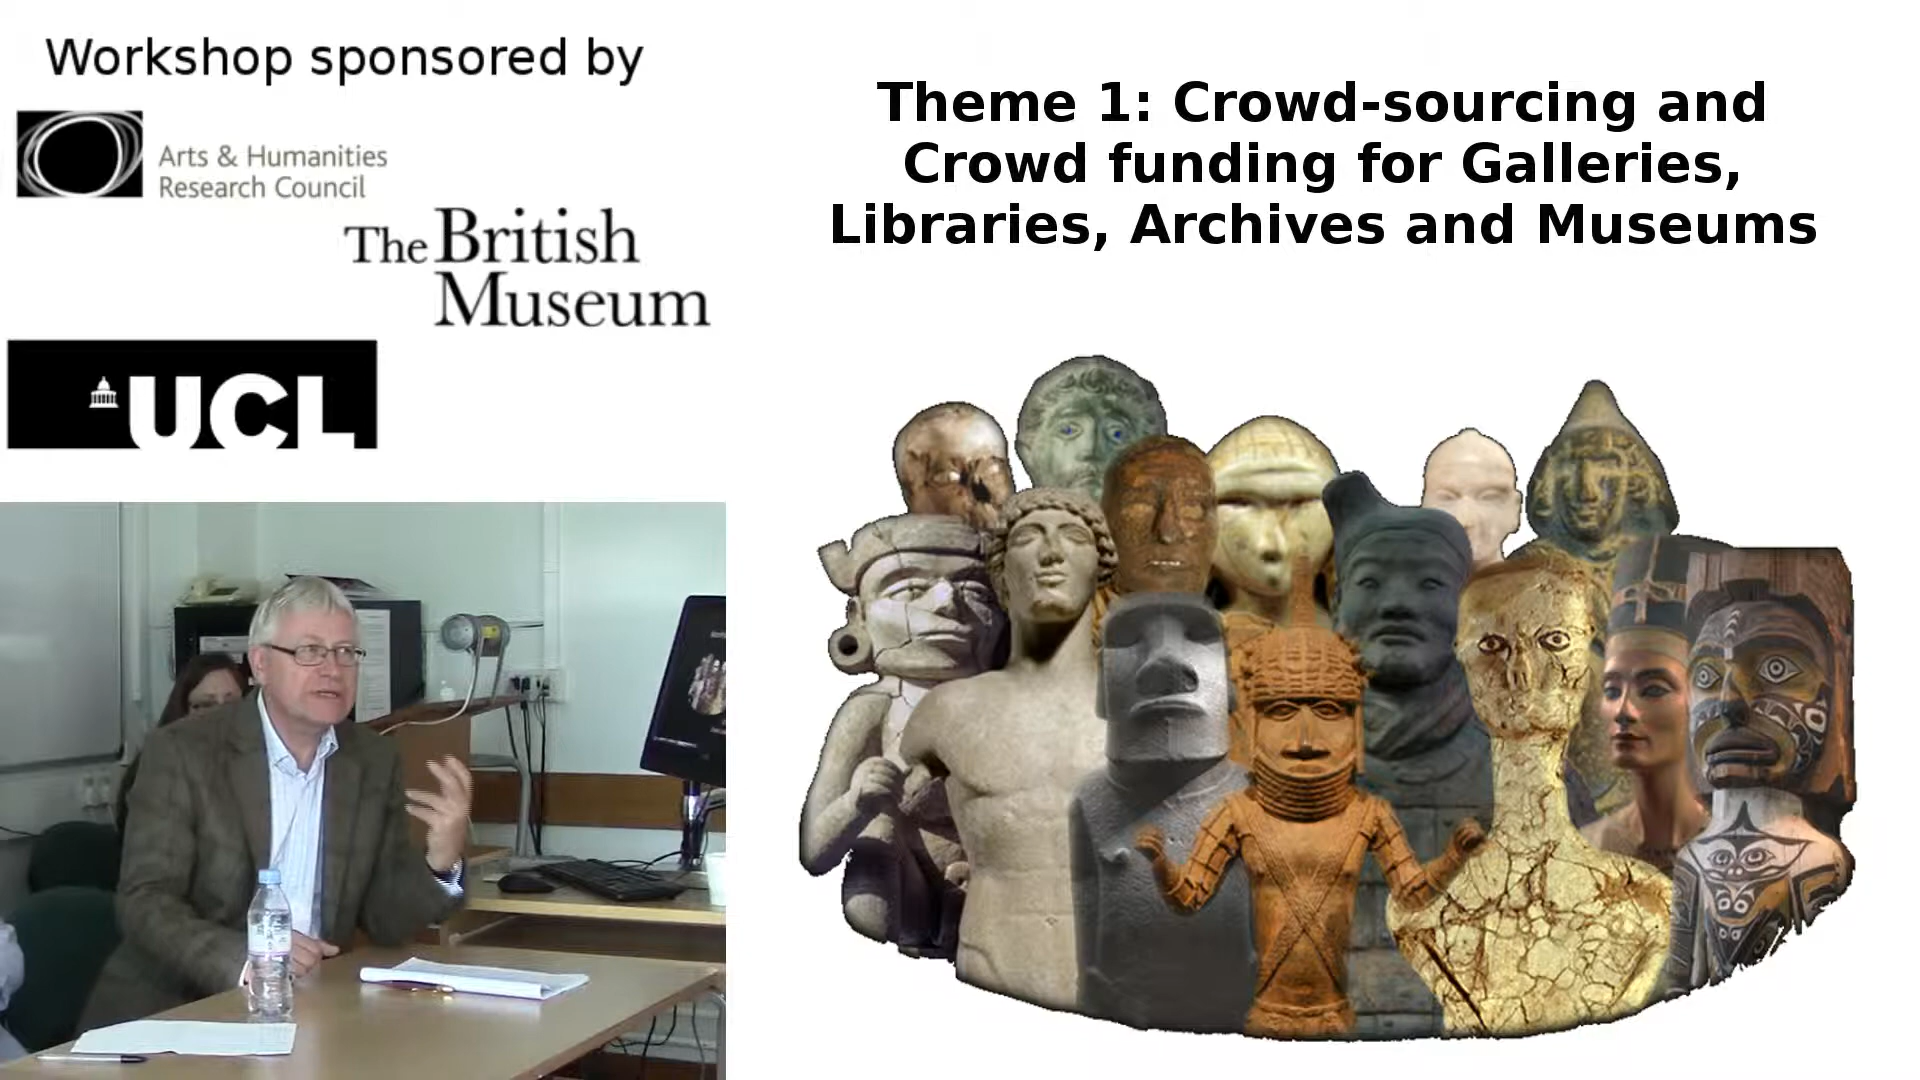 Workshop sponsored by
Arts & Humanities
Research Council
The British
Museum
UCL
Theme 1: Crowd-sourcing and
Crowd funding for Galleries,
Libraries, Archives and Museums